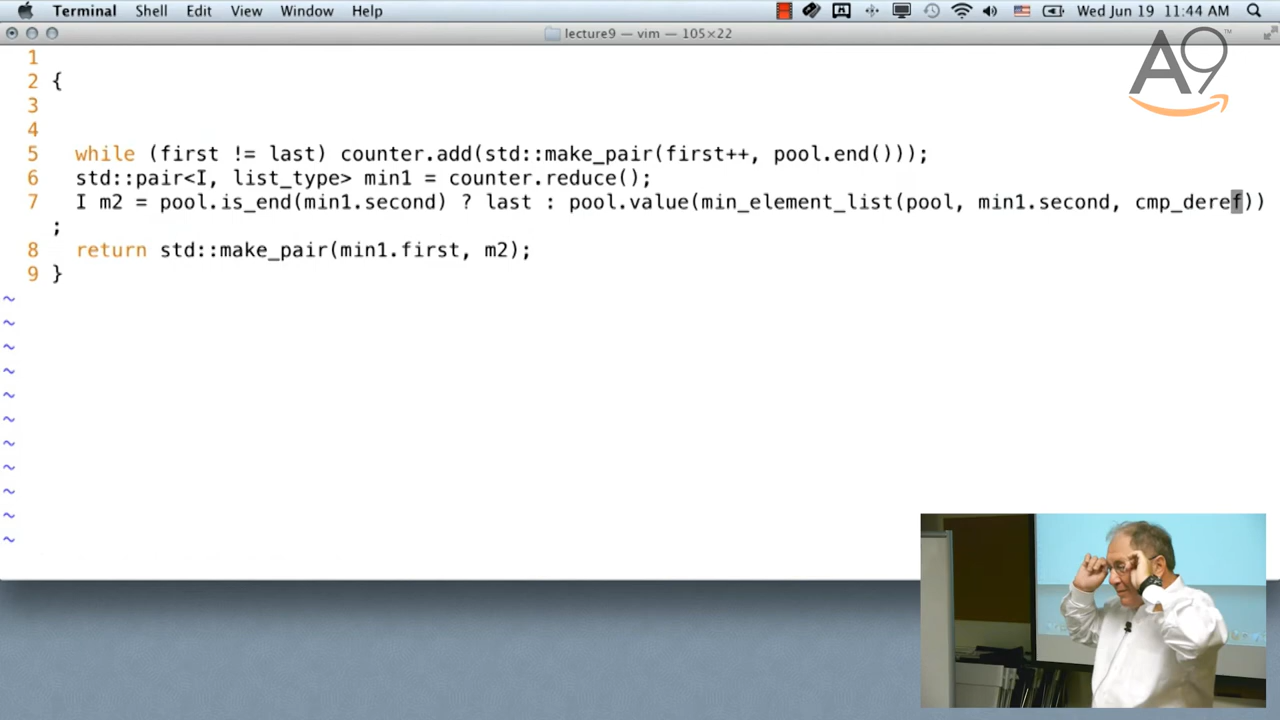 Terminal Shell Edit View Window Help Wed Jun 19 11:44 AM
lecture9 — vim — 105×22
A9™
1
2 {
3
4
5 while (first != last) counter.add(std::make_pair(first++, pool.end()));
6 std::pair<I, list_type> min1 = counter.reduce();
7 I m2 = pool.is_end(min1.second) ? last : pool.value(min_element_list(pool, min1.second, cmp_deref))
;
8 return std::make_pair(min1.first, m2);
9 }
~
~
~
~
~
~
~
~
~
~
~